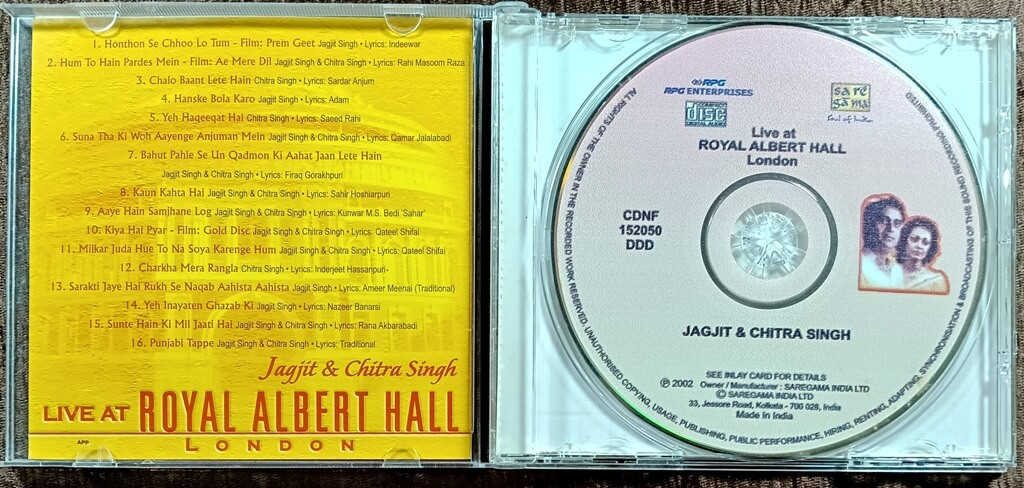 1. Honthon Se Chhoo Lo Tum - Film: Prem Geet Jagjit Singh • Lyrics: Indeewar
2. Hum To Hain Pardes Mein - Film: Ae Mere Dil Jagjit Singh & Chitra Singh • Lyrics: Rahi Masoom Raza
3. Chalo Baant Lete Hain Chitra Singh • Lyrics: Sardar Anjum
4. Hanske Bola Karo Jagjit Singh • Lyrics: Adam
5. Yeh Haqeeqat Hai Chitra Singh • Lyrics: Saeed Rahi
6. Suna Tha Ki Woh Aayenge Anjuman Mein Jagjit Singh & Chitra Singh • Lyrics: Qamar Jalalabadi
7. Bahut Pahle Se Un Qadmon Ki Aahat Jaan Lete Hain
Jagjit Singh & Chitra Singh • Lyrics: Firaq Gorakhpuri
8. Kaun Kahta Hai Jagjit Singh & Chitra Singh • Lyrics: Sahir Hoshiarpuri
9. Aaye Hain Samjhane Log Jagjit Singh & Chitra Singh • Lyrics: Kunwar M.S. Bedi 'Sahar'
10. Kiya Hai Pyar - Film: Gold Disc Jagjit Singh & Chitra Singh • Lyrics: Qateel Shifai
11. Milkar Juda Hue To Na Soya Karenge Hum Jagjit Singh & Chitra Singh • Lyrics: Qateel Shifai
12. Charkha Mera Rangla Chitra Singh • Lyrics: Inderjeet Hassanpuri-
13. Sarakti Jaye Hai Rukh Se Naqab Aahista Aahista Jagjit Singh • Lyrics: Ameer Meenai (Traditional)
14. Yeh Inayaten Ghazab Ki Jagjit Singh • Lyrics: Nazeer Banarsi
15. Sunte Hain Ki Mil Jaati Hai Jagjit Singh & Chitra Singh • Lyrics: Rana Akbarabadi
16. Punjabi Tappe Jagjit Singh & Chitra Singh • Lyrics: Traditional
Jagjit & Chitra Singh
LIVE AT ROYAL ALBERT HALL
LONDON
APP
RPG
RPG ENTERPRISES
sa re ga ma
Soul of India
COMPACT
disc
DIGITAL AUDIO
Live at
ROYAL ALBERT HALL
London
CDNF
152050
DDD
JAGJIT & CHITRA SINGH
SEE INLAY CARD FOR DETAILS
℗ 2002 Owner / Manufacturer : SAREGAMA INDIA LTD
© SAREGAMA INDIA LTD
33, Jessore Road, Kolkata - 700 028, India
Made in India
ALL RIGHTS OF THE OWNER IN THE RECORDED WORK RESERVED. UNAUTHORISED COPYING, USAGE, PUBLISHING, PUBLIC PERFORMANCE, HIRING, RENTING, ADAPTING, SYNCHRONISATION & BROADCASTING OF THIS SOUND RECORDING PROHIBITED